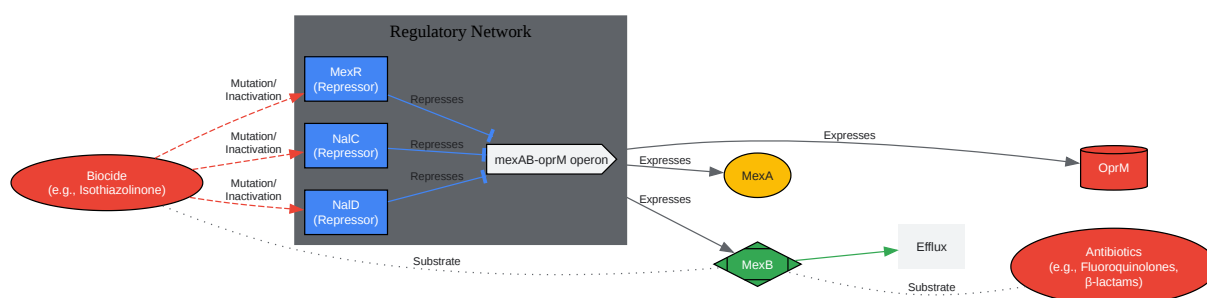 Regulatory Network
MexR
(Repressor)
NalC
(Repressor)
NalD
(Repressor)
Mutation/
Inactivation
Mutation/
Inactivation
Mutation/
Inactivation
Biocide
(e.g., Isothiazolinone)
Represses
Represses
Represses
mexAB-oprM operon
Expresses
Expresses
Expresses
OprM
MexA
MexB
Efflux
Substrate
Substrate
Antibiotics
(e.g., Fluoroquinolones,
β-lactams)